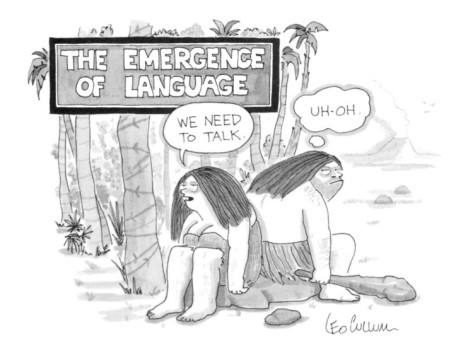 THE EMERGENCE
OF LANGUAGE
WE NEED
TO TALK.
UH-OH.
LEO CULLUM